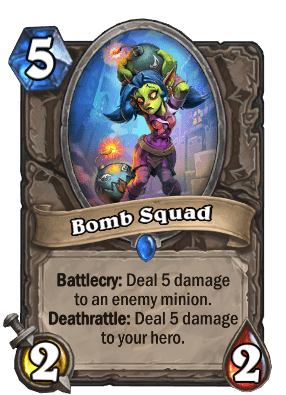 5
Bomb Squad
Battlecry: Deal 5 damage
to an enemy minion.
Deathrattle: Deal 5 damage
to your hero.
2
2